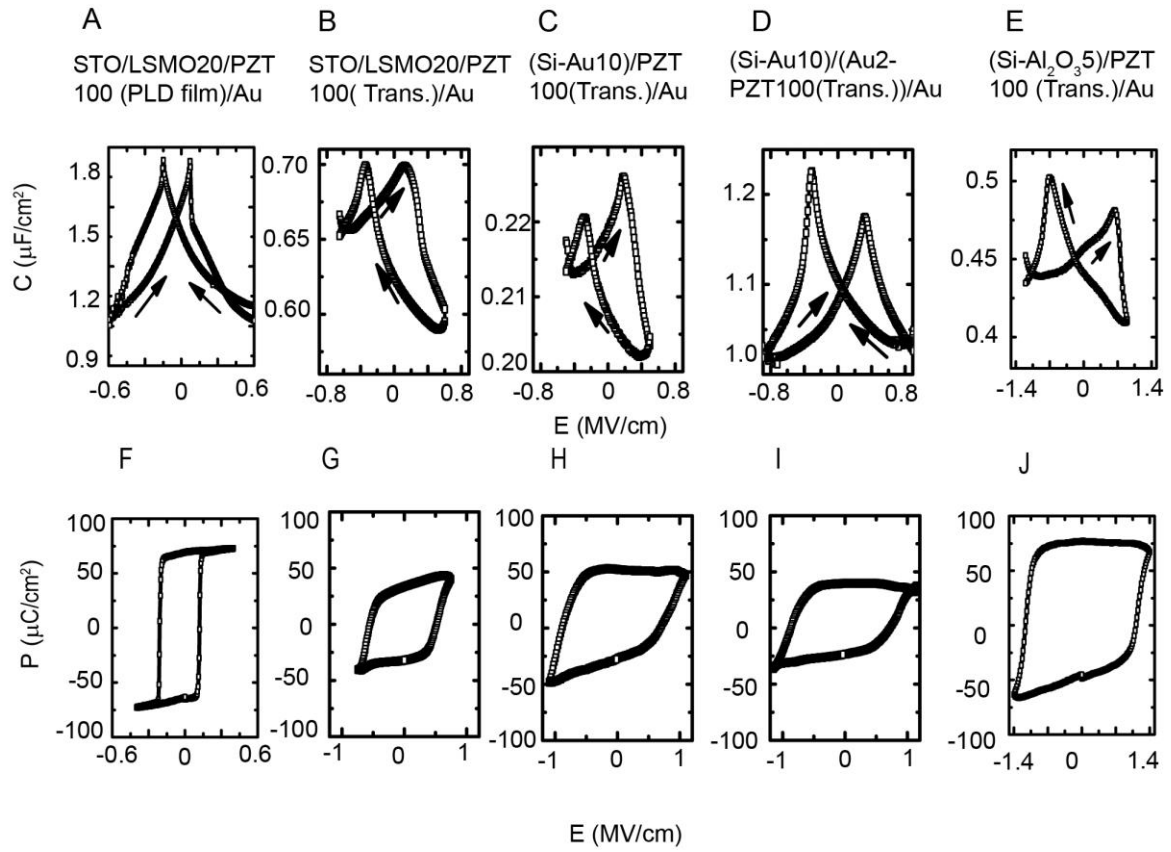 A
B
C
D
E
STO/LSMO20/PZT
100 (PLD film)/Au
STO/LSMO20/PZT
100( Trans.)/Au
(Si-Au10)/PZT
100(Trans.)/Au
(Si-Au10)/(Au2-
PZT100(Trans.))/Au
(Si-Al₂O₃5)/PZT
100 (Trans.)/Au
C (μF/cm²)
1.8
1.5
1.2
0.9
-0.6 0 0.6
0.70
0.65
0.60
-0.8 0 0.8
0.22
0.21
0.20
-0.8 0 0.8
1.2
1.1
1.0
-0.8 0 0.8
0.5
0.45
0.4
-1.4 0 1.4
E (MV/cm)
F
G
H
I
J
P (μC/cm²)
100
50
0
-50
-100
-0.6 0 0.6
100
50
0
-50
-100
-1 0 1
100
50
0
-50
-100
-1 0 1
100
50
0
-50
-100
-1 0 1
100
50
0
-50
-100
-1.4 0 1.4
E (MV/cm)